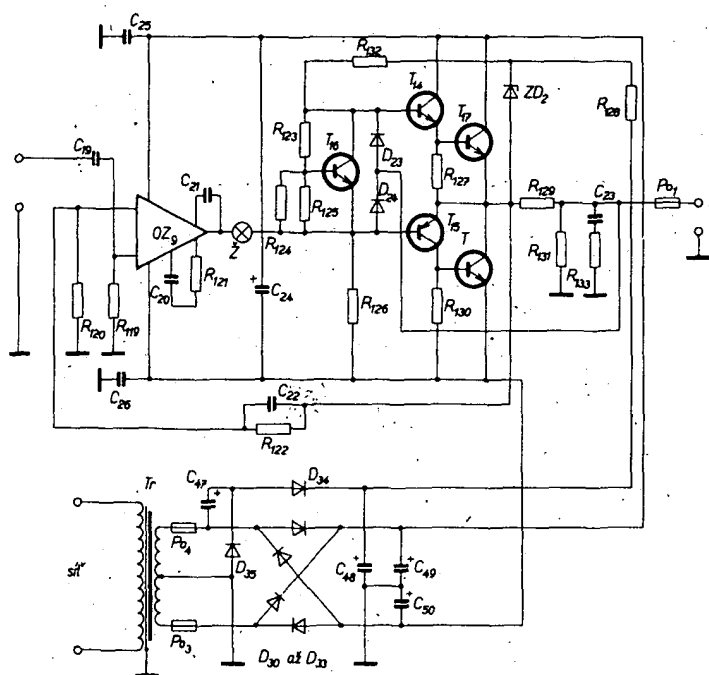 C25
R132
T14
ZD2
R128
T17
R123
T16
D23
C19
C21
R127
R129
C23
Po1
D24
R125
T15
OZ9
Ž
R124
T
R131
R133
C20
R121
C24
R126
R130
R120
R119
C26
C22
R122
Tr
C47
D34
Po4
síť
D35
C48
C49
C50
Po3
D30 až D33